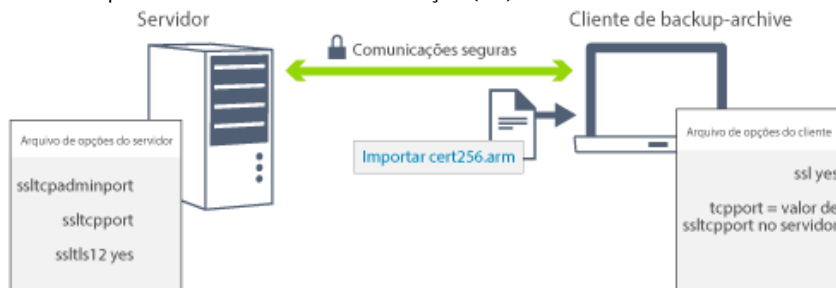 Servidor
Cliente de backup-archive
Comunicações seguras
Arquivo de opções do servidor
ssltcpadminport
ssltcpport
ssltls12 yes
Importar cert256.arm
Arquivo de opções do cliente
ssl yes
tcpport = valor de
ssltcpport no servidor